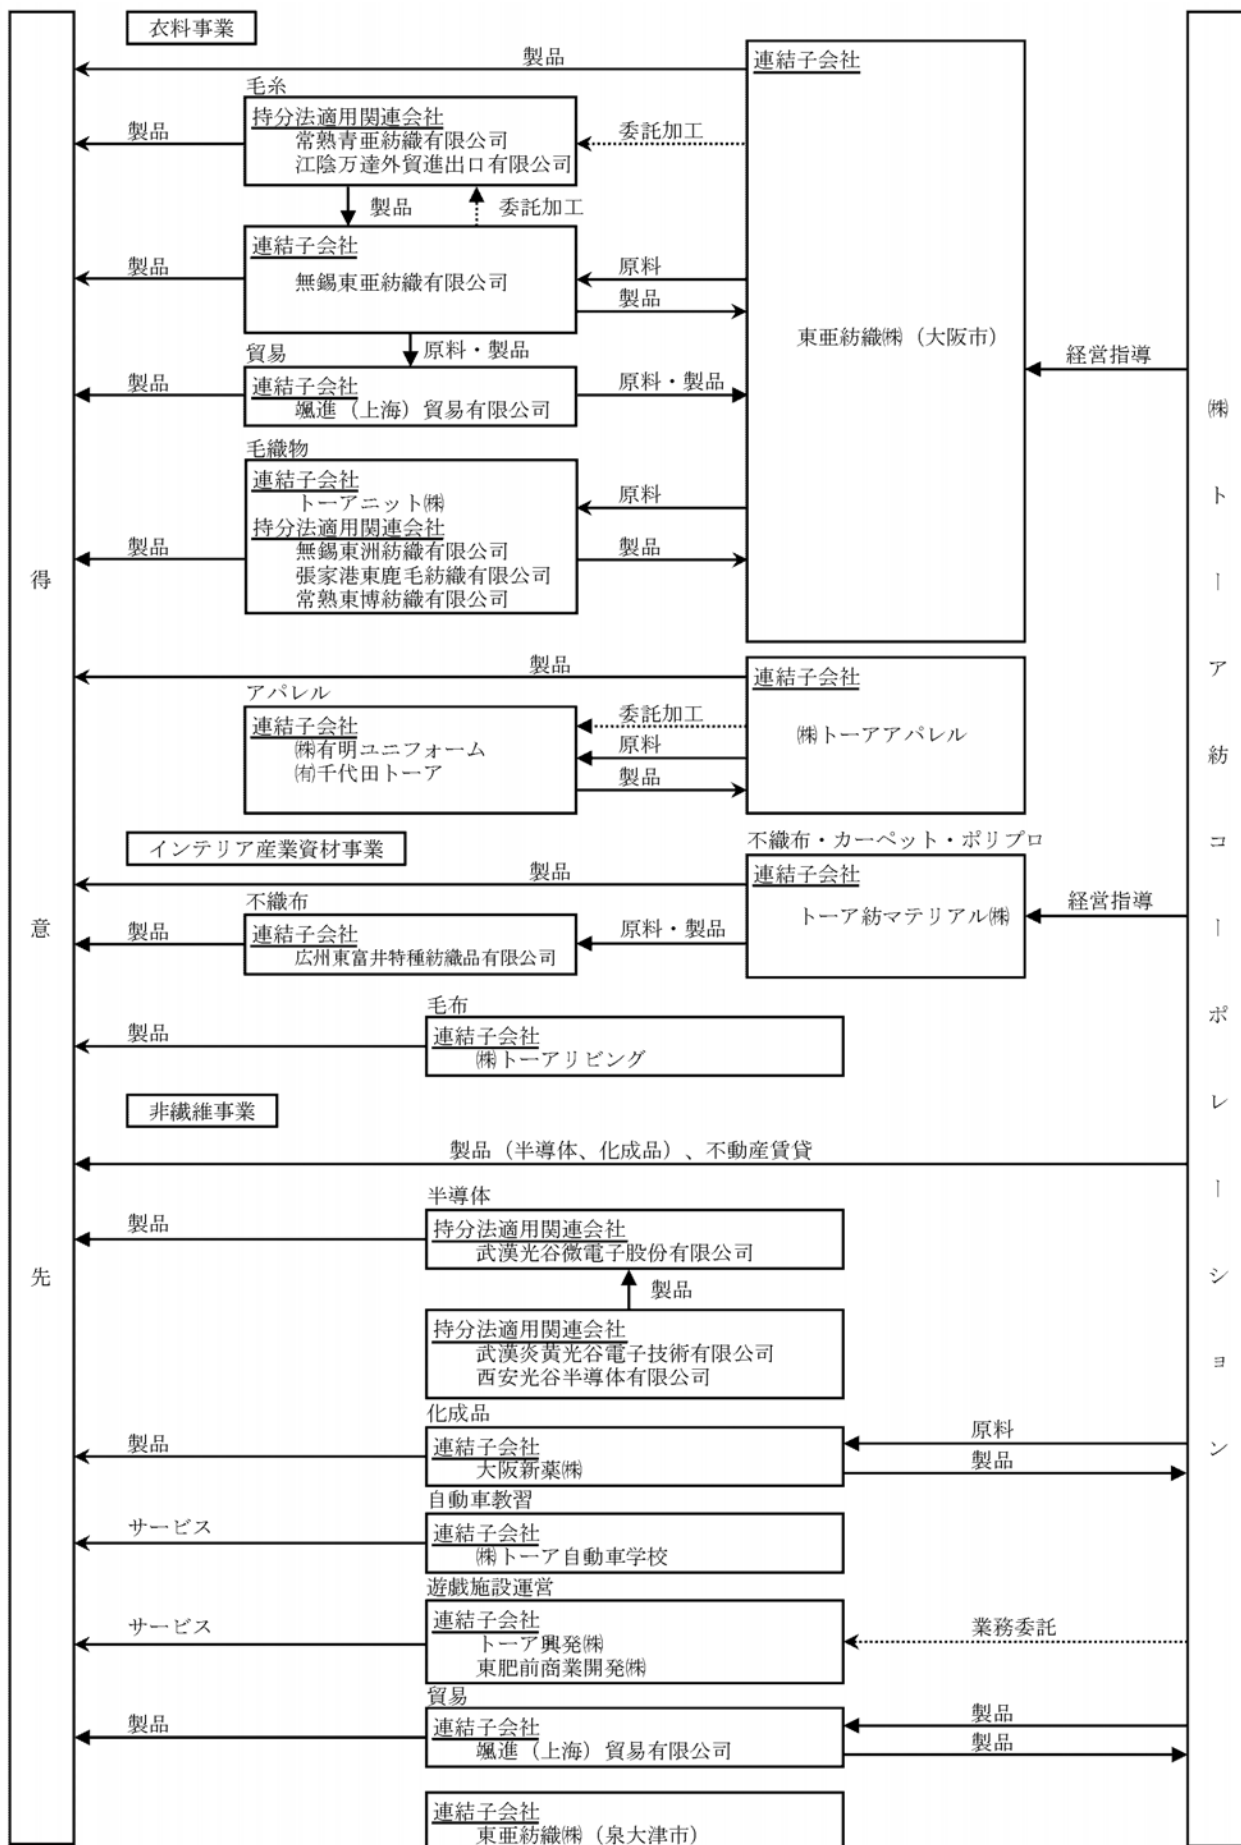 衣料事業
製品
連結子会社
毛糸
持分法適用関連会社
常熟青亜紡織有限公司
江陰万達外貿進出口有限公司
製品
委託加工
製品
委託加工
連結子会社
無錫東亜紡織有限公司
製品
原料
製品
東亜紡織㈱（大阪市）
経営指導
原料・製品
貿易
連結子会社
颯進（上海）貿易有限公司
製品
原料・製品
毛織物
連結子会社
トーアニット㈱
持分法適用関連会社
無錫東洲紡織有限公司
張家港東鹿毛紡織有限公司
常熟東博紡織有限公司
製品
原料
製品
製品
連結子会社
㈱トーアアパレル
アパレル
連結子会社
㈱有明ユニフォーム
㈲千代田トーア
委託加工
原料
製品
インテリア産業資材事業
不織布・カーペット・ポリプロ
製品
連結子会社
トーア紡マテリアル㈱
経営指導
不織布
連結子会社
広州東富井特種紡織品有限公司
製品
原料・製品
毛布
製品
連結子会社
㈱トーアリビング
非繊維事業
製品（半導体、化成品）、不動産賃貸
半導体
製品
持分法適用関連会社
武漢光谷微電子股份有限公司
製品
持分法適用関連会社
武漢炎黄光谷電子技術有限公司
西安光谷半導体有限公司
化成品
製品
連結子会社
大阪新薬㈱
原料
製品
自動車教習
サービス
連結子会社
㈱トーア自動車学校
遊戯施設運営
サービス
連結子会社
トーア興発㈱
東肥前商業開発㈱
業務委託
貿易
製品
連結子会社
颯進（上海）貿易有限公司
製品
製品
連結子会社
東亜紡織㈱（泉大津市）
得意先
㈱トーア紡コーポレーション